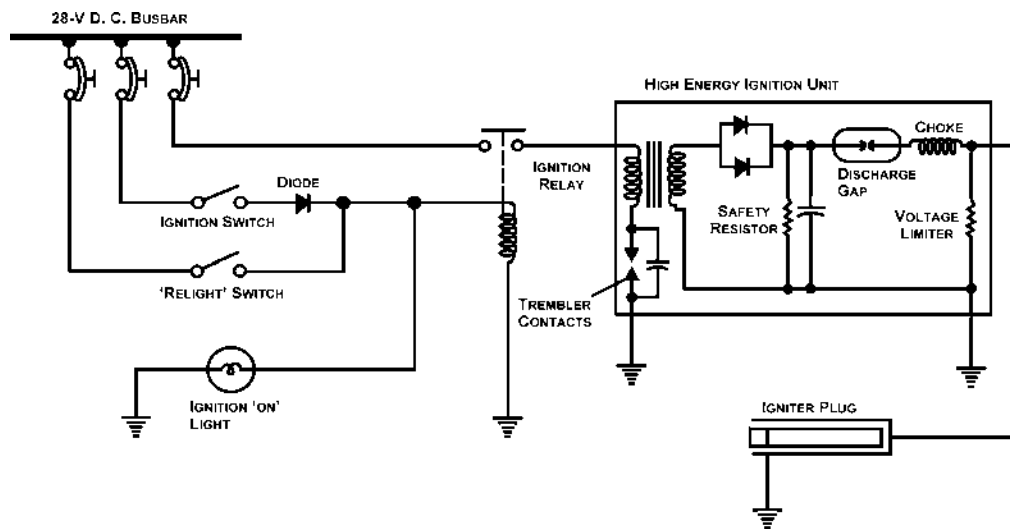 28-V D. C. BUSBAR
HIGH ENERGY IGNITION UNIT
CHOKE
DISCHARGE
GAP
IGNITION
RELAY
DIODE
IGNITION SWITCH
SAFETY
RESISTOR
VOLTAGE
LIMITER
'RELIGHT' SWITCH
TREMBLER
CONTACTS
IGNITION 'ON'
LIGHT
IGNITER PLUG